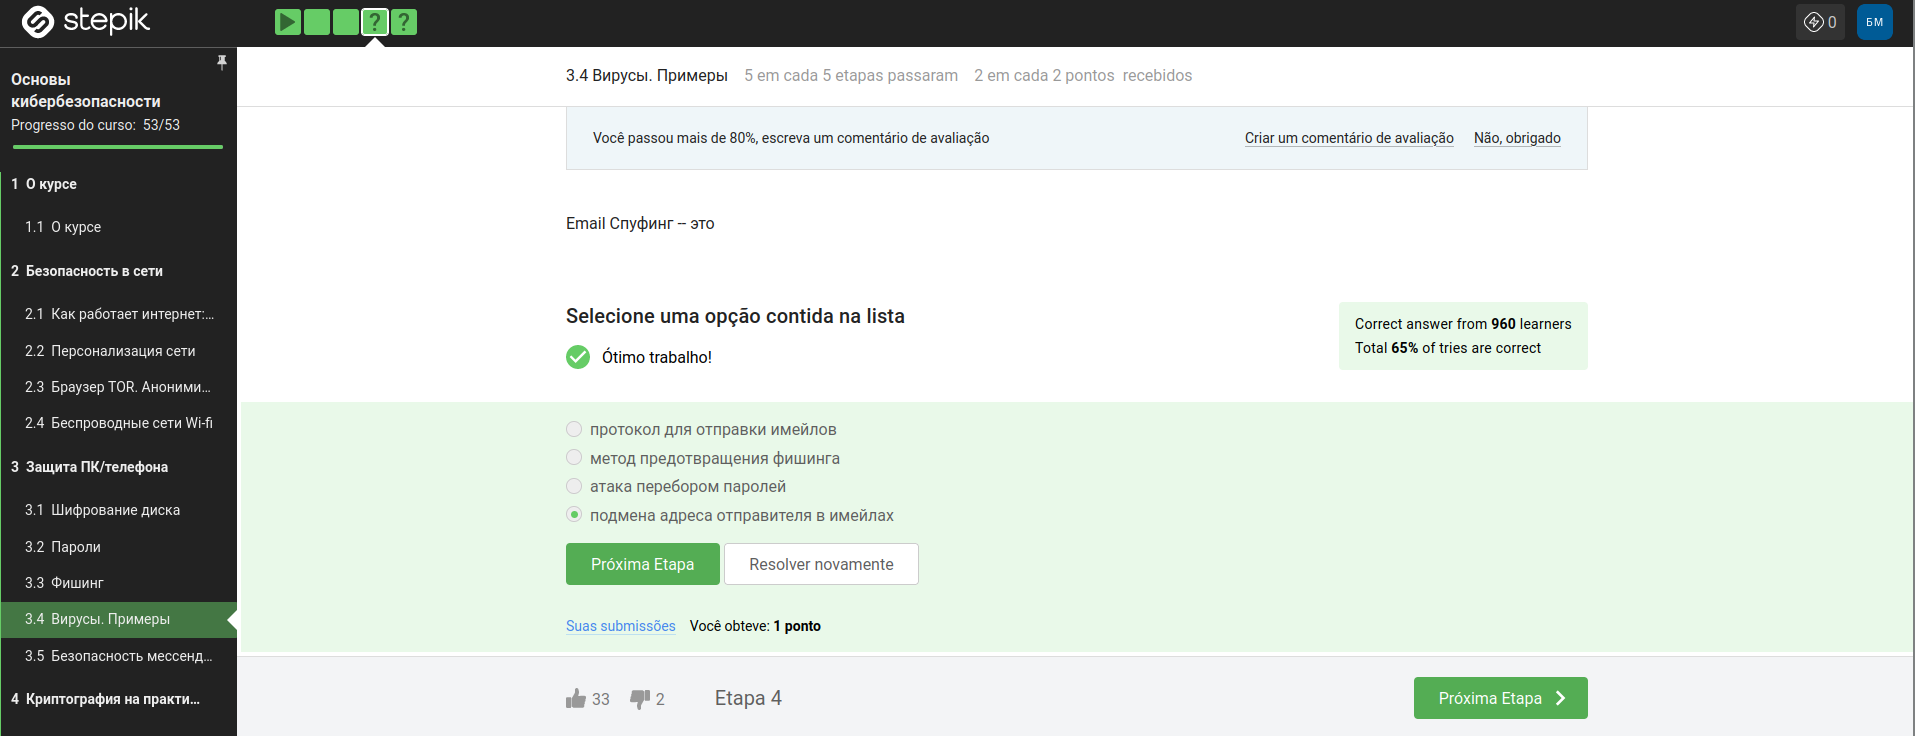 stepik
? ?
0
БМ
Основы
кибербезопасности
Progresso do curso: 53/53
1 О курсе
1.1 О курсе
2 Безопасность в сети
2.1 Как работает интернет:...
2.2 Персонализация сети
2.3 Браузер TOR. Аноними...
2.4 Беспроводные сети Wi-fi
3 Защита ПК/телефона
3.1 Шифрование диска
3.2 Пароли
3.3 Фишинг
3.4 Вирусы. Примеры
3.5 Безопасность мессенд...
4 Криптография на практи...
3.4 Вирусы. Примеры 5 em cada 5 etapas passaram 2 em cada 2 pontos recebidos
Você passou mais de 80%, escreva um comentário de avaliação Criar um comentário de avaliação Não, obrigado
Email Спуфинг -- это
Selecione uma opção contida na lista
Ótimo trabalho!
Correct answer from 960 learners
Total 65% of tries are correct
протокол для отправки имейлов
метод предотвращения фишинга
атака перебором паролей
подмена адреса отправителя в имейлах
Próxima Etapa Resolver novamente
Suas submissões Você obteve: 1 ponto
33 2 Etapa 4 Próxima Etapa